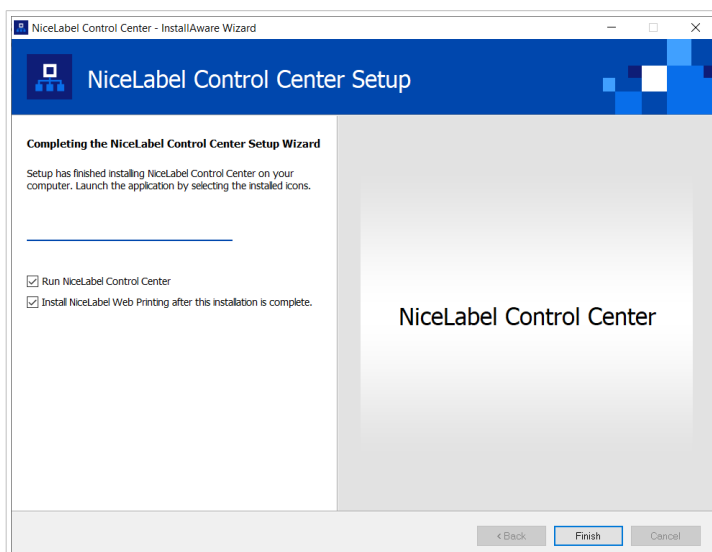 NiceLabel Control Center - InstallAware Wizard
NiceLabel Control Center Setup
Completing the NiceLabel Control Center Setup Wizard
Setup has finished installing NiceLabel Control Center on your
computer. Launch the application by selecting the installed icons.
Run NiceLabel Control Center
Install NiceLabel Web Printing after this installation is complete.
NiceLabel Control Center
< Back
Finish
Cancel